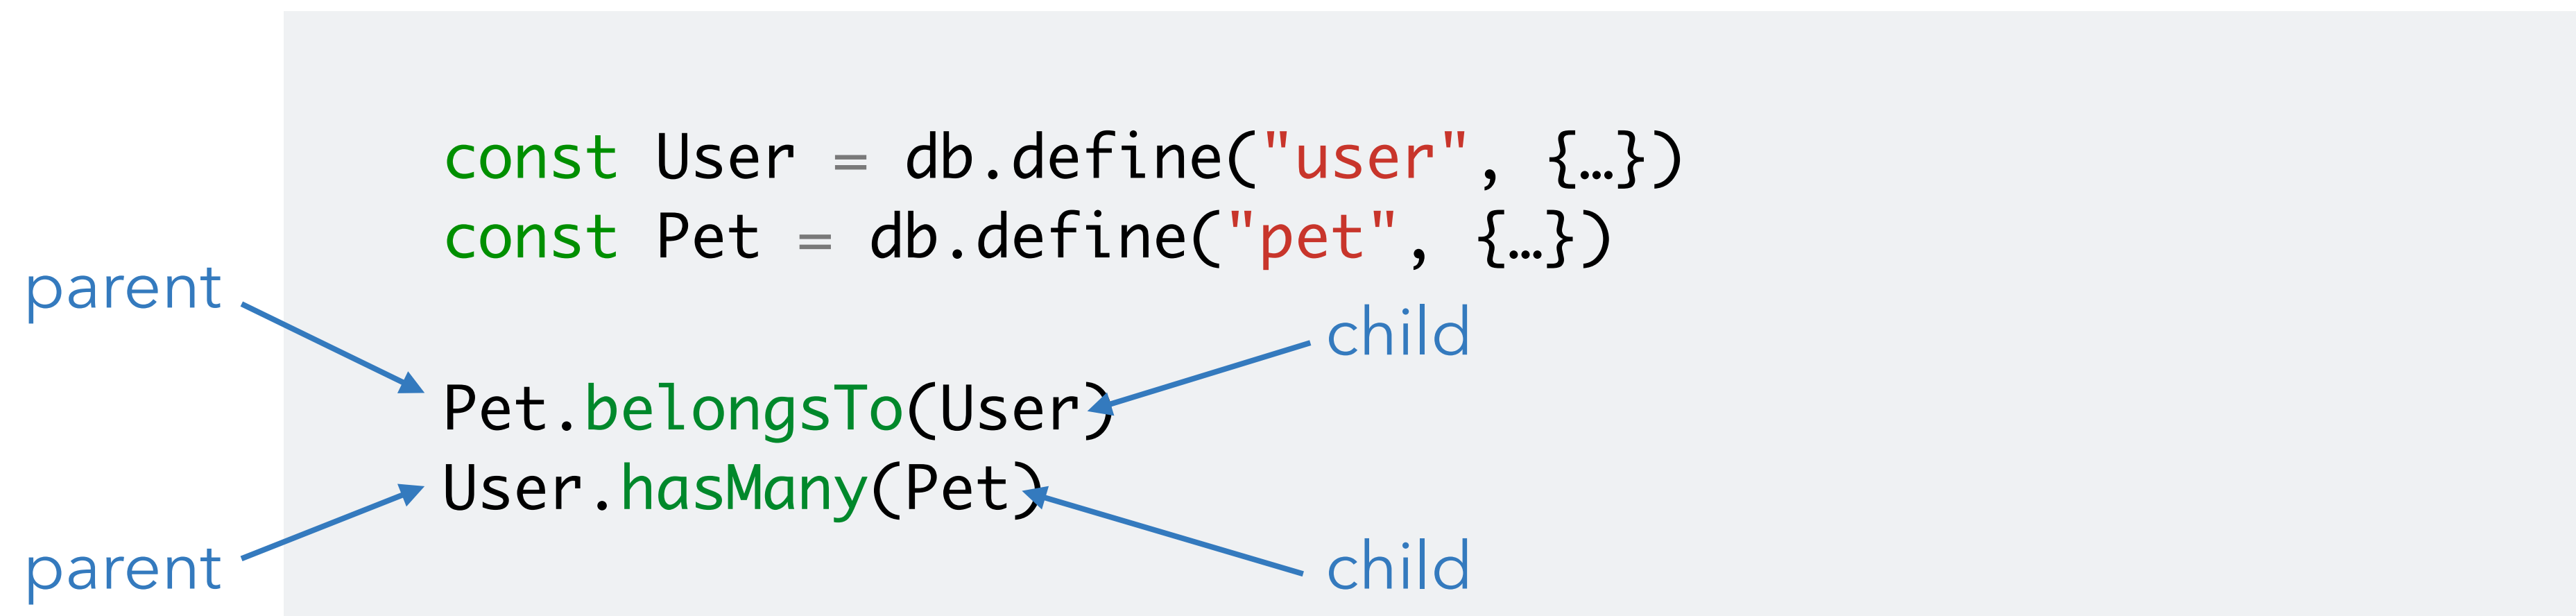 const User = db.define("user", {…})
const Pet = db.define("pet", {…})
parent
child
Pet.belongsTo(User)
User.hasMany(Pet)
parent
child